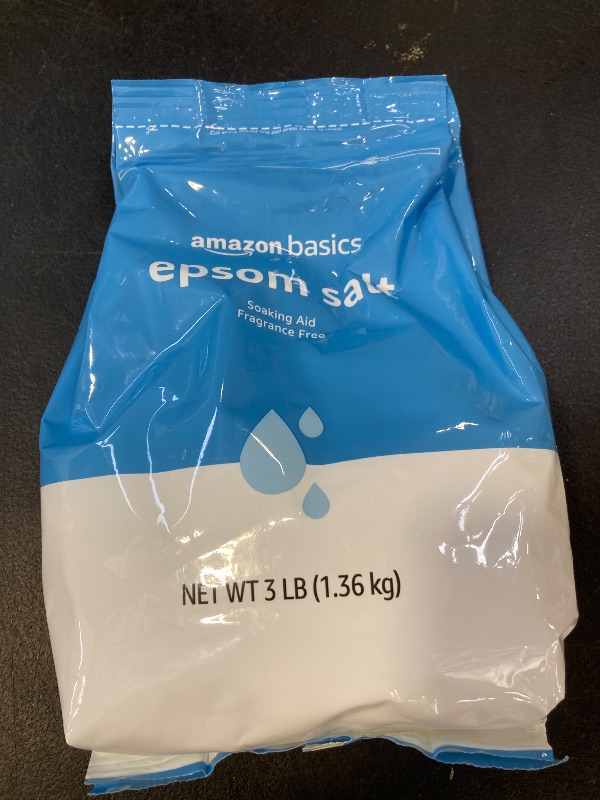 amazon basics
epsom salt
Soaking Aid
Fragrance Free
NET WT 3 LB (1.36 kg)